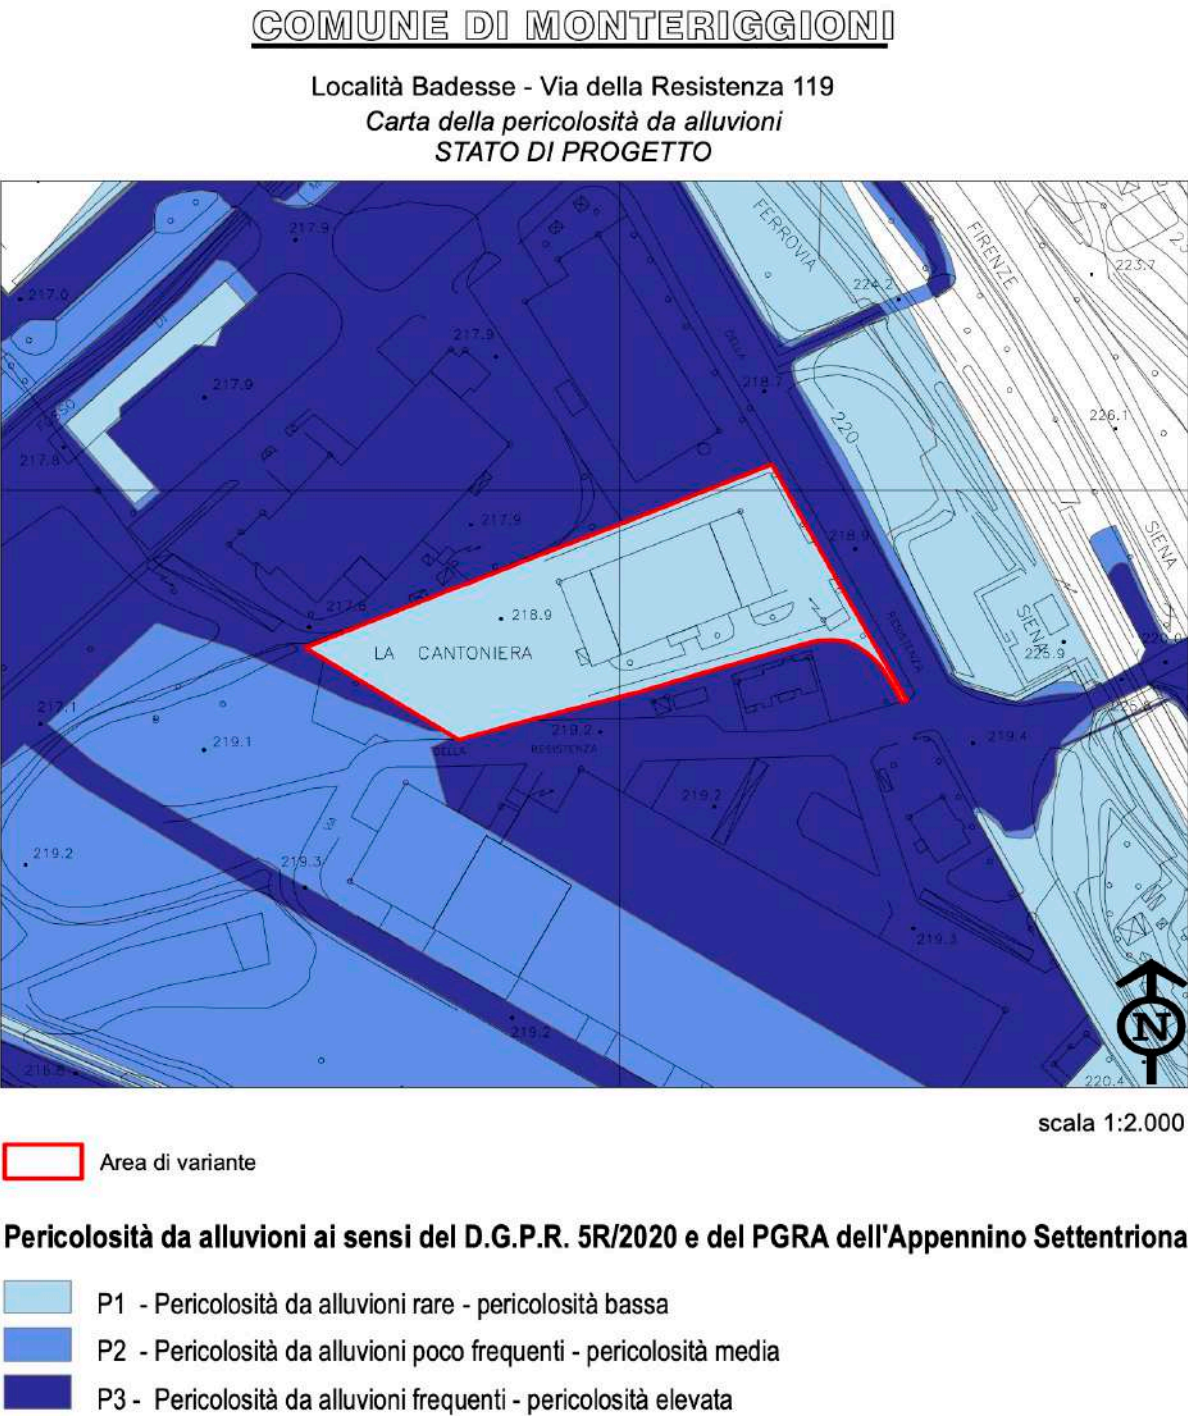 COMUNE DI MONTERIGGIONI
Località Badesse - Via della Resistenza 119
Carta della pericolosità da alluvioni
STATO DI PROGETTO
217.9
FERROVIA
FIRENZE
223.7
217.0
224.2
DI
217.9
DELLA
217.9
218.7
FOSSO
220
226.1
217.8
217.9
218.9
SIENA
217.6
218.9
RESISTENZA
SIENA
LA CANTONIERA
225.9
217.1
219.1
219.2
219.4
DELLA
RESISTENZA
219.2
VIA
219.2
219.3
219.3
219.2
N
220.4
scala 1:2.000
Area di variante
Pericolosità da alluvioni ai sensi del D.G.P.R. 5R/2020 e del PGRA dell'Appennino Settentriona
P1 - Pericolosità da alluvioni rare - pericolosità bassa
P2 - Pericolosità da alluvioni poco frequenti - pericolosità media
P3 - Pericolosità da alluvioni frequenti - pericolosità elevata